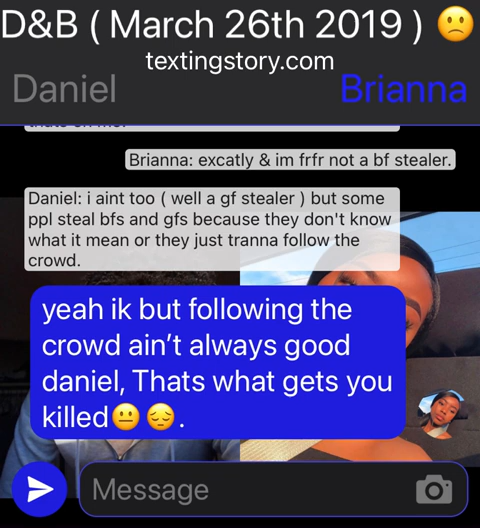 D&B ( March 26th 2019 ) 🙁
textingstory.com
Daniel Brianna
thats on me.
Brianna: excatly & im frfr not a bf stealer.
Daniel: i aint too ( well a gf stealer ) but some
ppl steal bfs and gfs because they don't know
what it mean or they just tranna follow the
crowd.
yeah ik but following the
crowd ain’t always good
daniel, Thats what gets you
killed😐😔.
Message